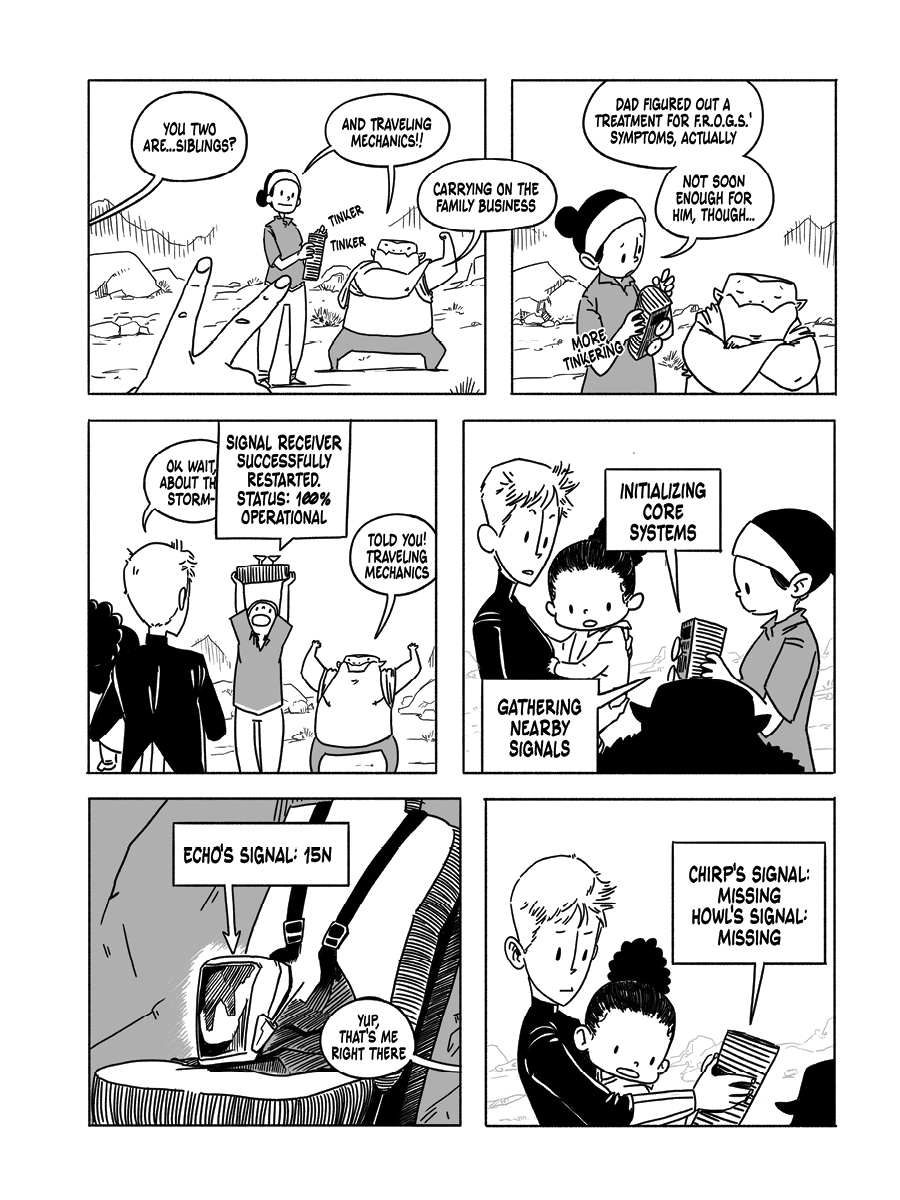 YOU TWO
ARE...SIBLINGS?
AND TRAVELING
MECHANICS!!
CARRYING ON THE
FAMILY BUSINESS
TINKER
TINKER
DAD FIGURED OUT A
TREATMENT FOR F.R.O.G.S.'
SYMPTOMS, ACTUALLY
NOT SOON
ENOUGH FOR
HIM, THOUGH...
MORE
TINKERING
OK WAIT,
ABOUT TH
STORM-
SIGNAL RECEIVER
SUCCESSFULLY
RESTARTED.
STATUS: 100%
OPERATIONAL
TOLD YOU!
TRAVELING
MECHANICS
INITIALIZING
CORE
SYSTEMS
GATHERING
NEARBY
SIGNALS
ECHO'S SIGNAL: 15N
YUP,
THAT'S ME
RIGHT THERE
CHIRP'S SIGNAL:
MISSING
HOWL'S SIGNAL:
MISSING